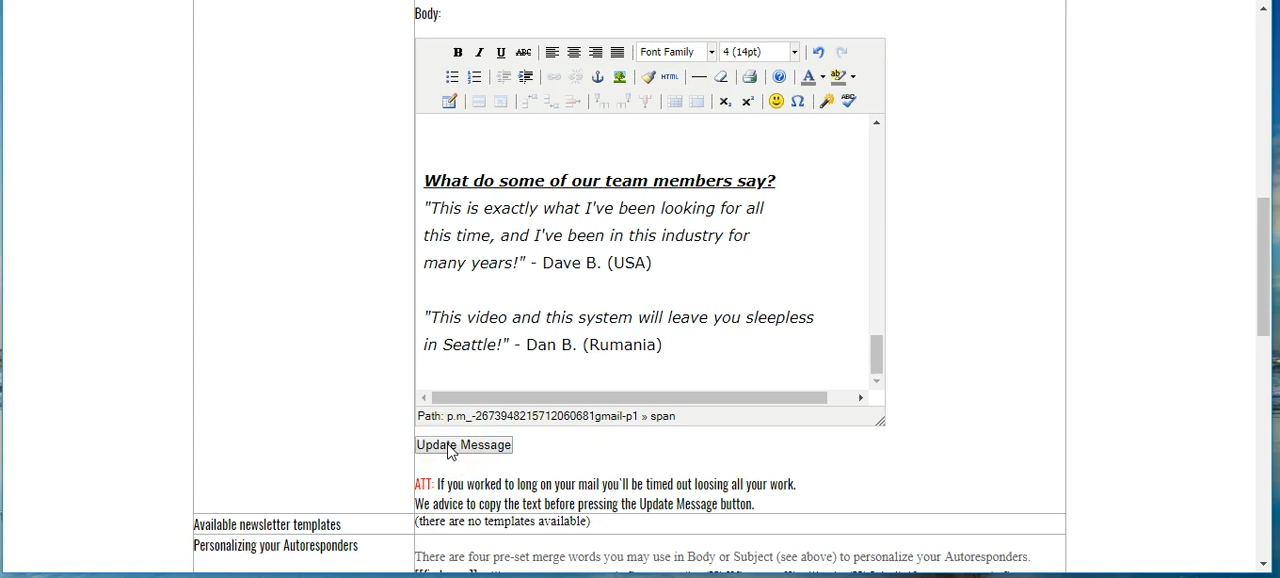 Body:
B I U ABC Font Family 4 (14pt)
HTML A ab
x₂ x² Ω ABC
What do some of our team members say?
"This is exactly what I've been looking for all
this time, and I've been in this industry for
many years!" - Dave B. (USA)
"This video and this system will leave you sleepless
in Seattle!" - Dan B. (Rumania)
Path: p.m_-2673948215712060681gmail-p1 » span
Update Message
ATT: If you worked to long on your mail you`ll be timed out loosing all your work.
We advice to copy the text before pressing the Update Message button.
Available newsletter templates
(there are no templates available)
Personalizing your Autoresponders
There are four pre-set merge words you may use in Body or Subject (see above) to personalize your Autoresponders.